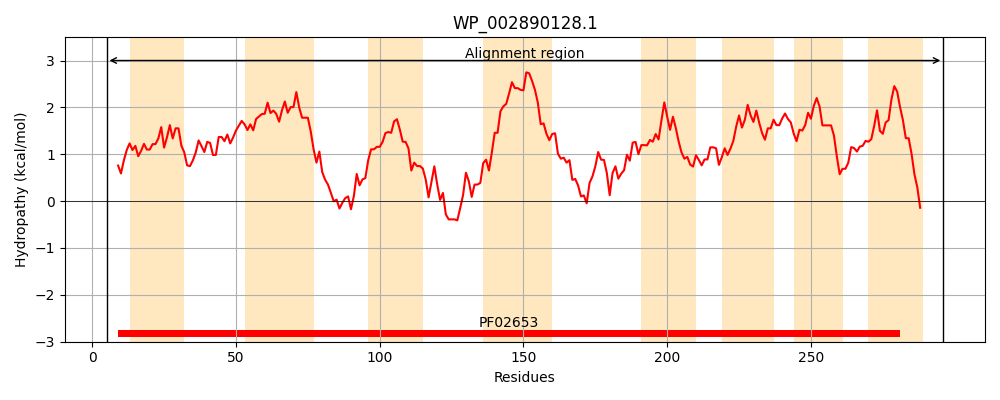 WP_002890128.1
Alignment region
3
2
1
0
−1
−2
−3
Hydropathy (kcal/mol)
PF02653
0
50
100
150
200
250
Residues